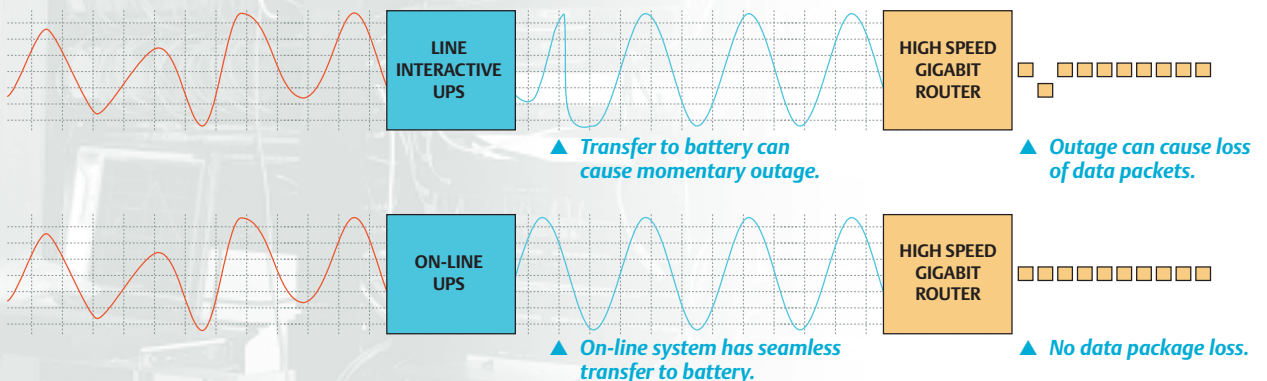 LINE
INTERACTIVE
UPS
HIGH SPEED
GIGABIT
ROUTER
▲ Transfer to battery can
cause momentary outage.
▲ Outage can cause loss
of data packets.
ON-LINE
UPS
HIGH SPEED
GIGABIT
ROUTER
▲ On-line system has seamless
transfer to battery.
▲ No data package loss.